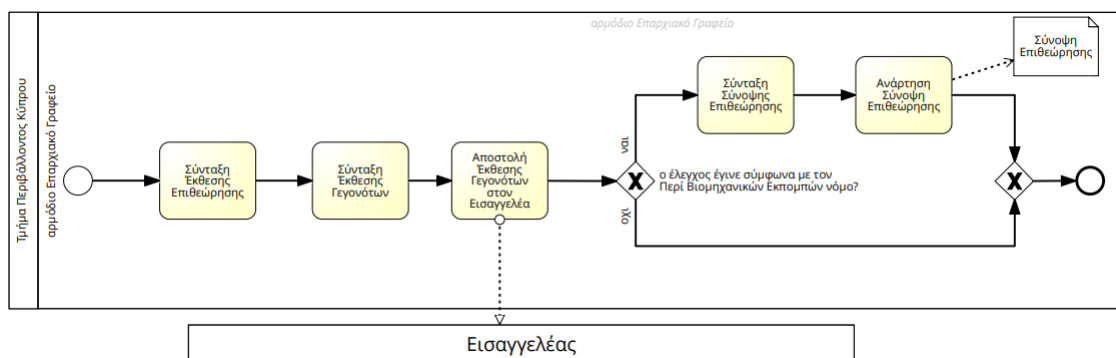 αρμόδιο Επαρχιακό Γραφείο
Τμήμα Περιβάλλοντος Κύπρου
αρμόδιο Επαρχιακό Γραφείο
Σύνταξη
Έκθεσης
Επιθεώρησης
Σύνταξη
Έκθεσης
Γεγονότων
Αποστολή
Έκθεσης
Γεγονότων
στον
Εισαγγελέα
ναι
οχι
ο έλεγχος έγινε σύμφωνα με τον
Περί Βιομηχανικών Εκπομπών νόμο?
Σύνταξη
Σύνοψης
Επιθεώρησης
Ανάρτηση
Σύνοψη
Επιθεώρησης
Σύνοψη
Επιθεώρησης
Εισαγγελέας